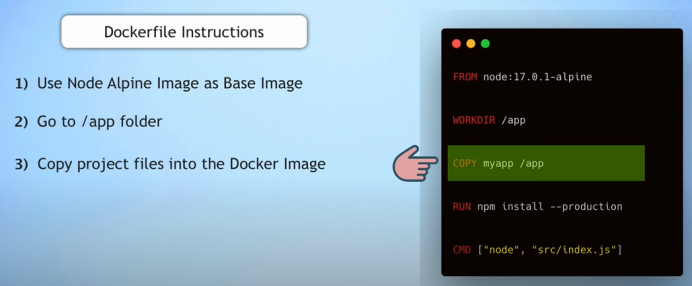 Dockerfile Instructions
1) Use Node Alpine Image as Base Image
2) Go to /app folder
3) Copy project files into the Docker Image
FROM node:17.0.1-alpine
WORKDIR /app
COPY myapp /app
RUN npm install --production
CMD ["node", "src/index.js"]